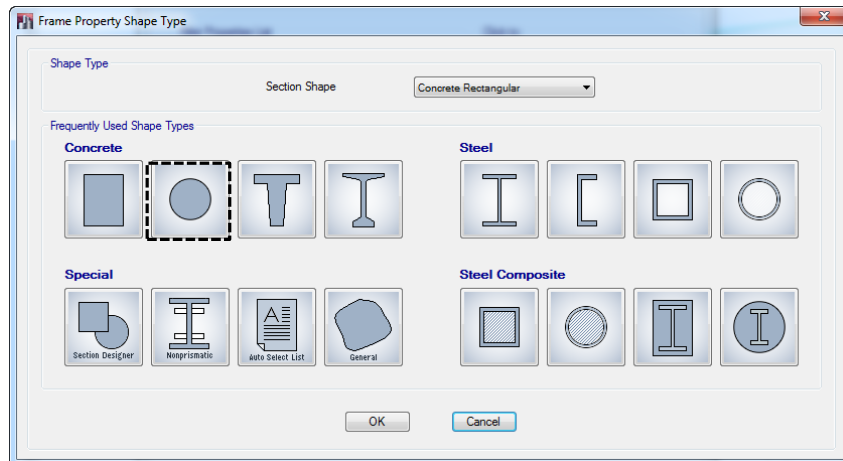 Frame Property Shape Type
Shape Type
Section Shape
Concrete Rectangular
Frequently Used Shape Types
Concrete
Steel
Special
Steel Composite
Section Designer
Nonprismatic
Auto Select List
General
OK
Cancel